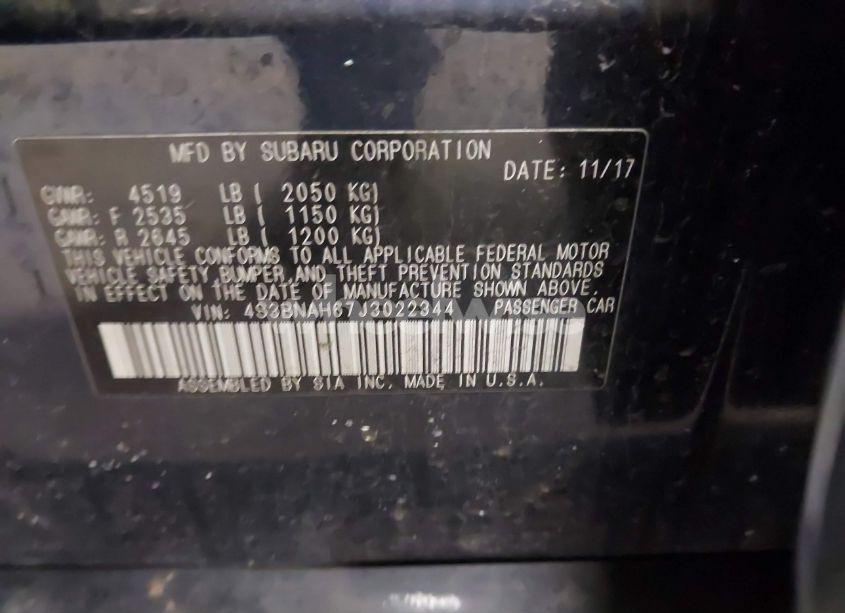 MFD BY SUBARU CORPORATION
DATE: 11/17
GVWR: 4519 LB ( 2050 KG)
GAWR: F 2535 LB ( 1150 KG)
GAWR: R 2645 LB ( 1200 KG)
THIS VEHICLE CONFORMS TO ALL APPLICABLE FEDERAL MOTOR
VEHICLE SAFETY, BUMPER, AND THEFT PREVENTION STANDARDS
IN EFFECT ON THE DATE OF MANUFACTURE SHOWN ABOVE.
VIN: 4S3BNAH67J3022344 PASSENGER CAR
ASSEMBLED BY SIA INC. MADE IN U.S.A.